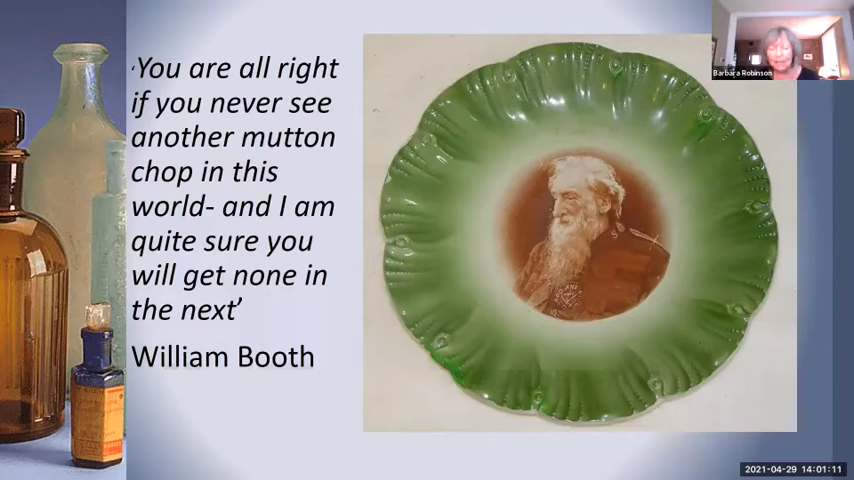 ‘You are all right
if you never see
another mutton
chop in this
world- and I am
quite sure you
will get none in
the next’
William Booth
Barbara Robinson
2021-04-29 14:01:11